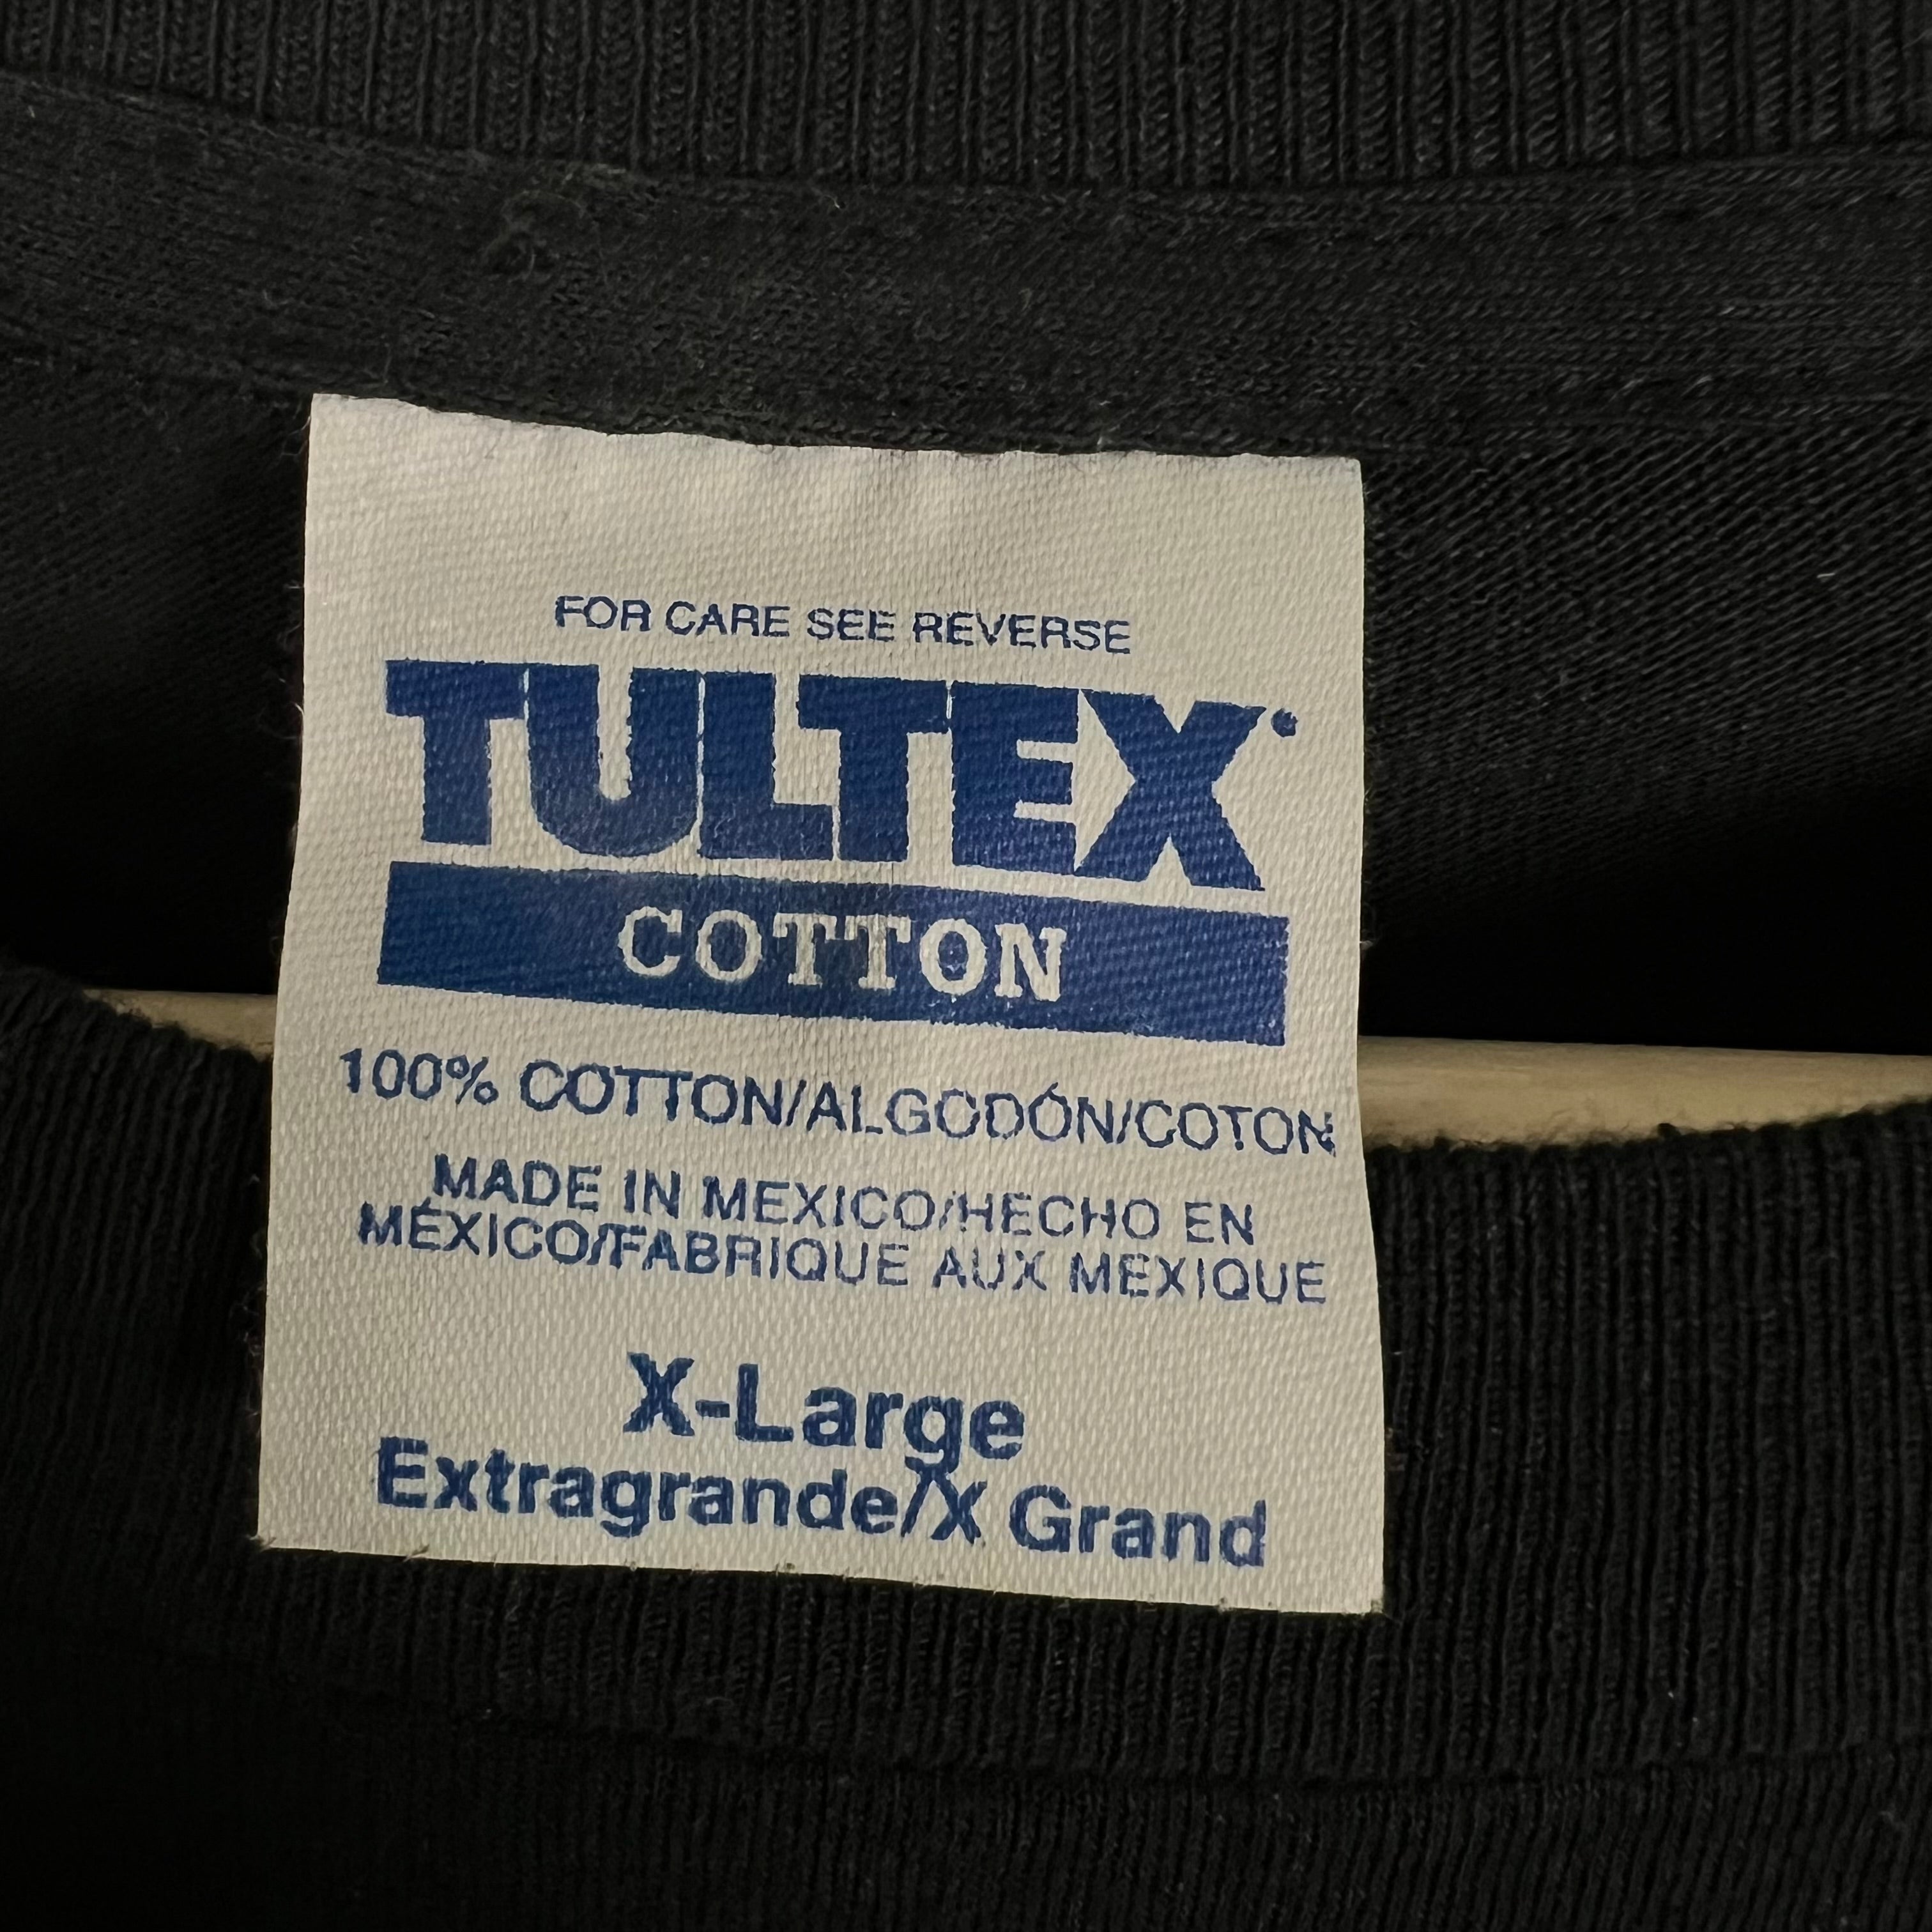 FOR CARE SEE REVERSE
TULTEX
COTTON
100% COTTON/ALGODÓN/COTON
MADE IN MEXICO/HECHO EN
MÉXICO/FABRIQUE AUX MEXIQUE
X-Large
Extragrande/X Grand